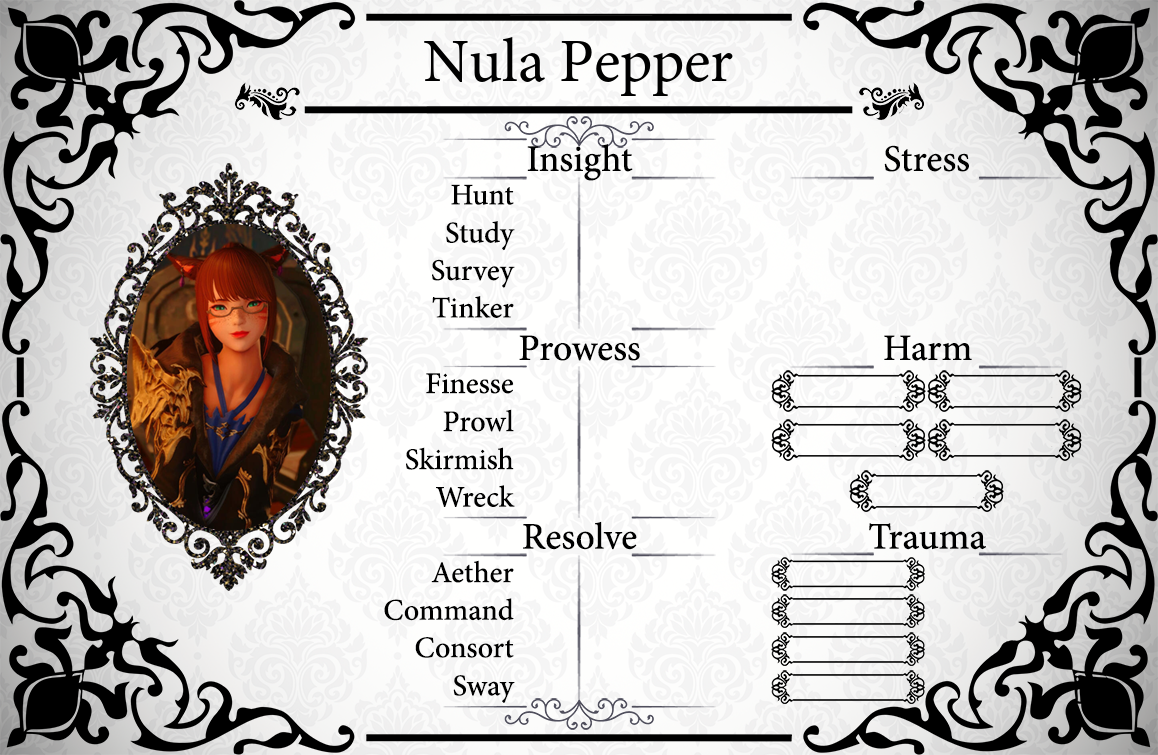 Nula Pepper
Insight
Hunt
Study
Survey
Tinker
Prowess
Finesse
Prowl
Skirmish
Wreck
Resolve
Aether
Command
Consort
Sway
Stress
Harm
Trauma